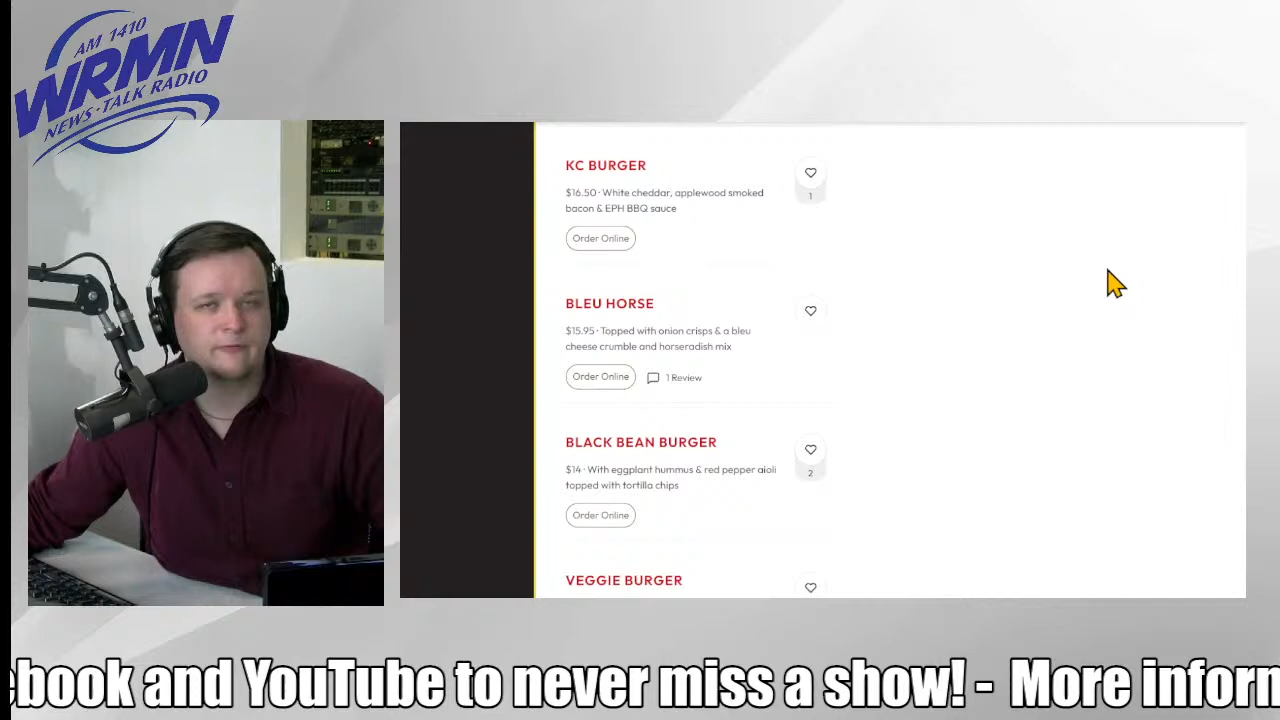 AM 1410
WRMN
NEWS·TALK RADIO
KC BURGER
1
$16.50 · White cheddar, applewood smoked
bacon & EPH BBQ sauce
Order Online
BLEU HORSE
$15.95 · Topped with onion crisps & a bleu
cheese crumble and horseradish mix
Order Online
1 Review
BLACK BEAN BURGER
2
$14 · With eggplant hummus & red pepper aioli
topped with tortilla chips
Order Online
VEGGIE BURGER
ebook and YouTube to never miss a show! - More inform